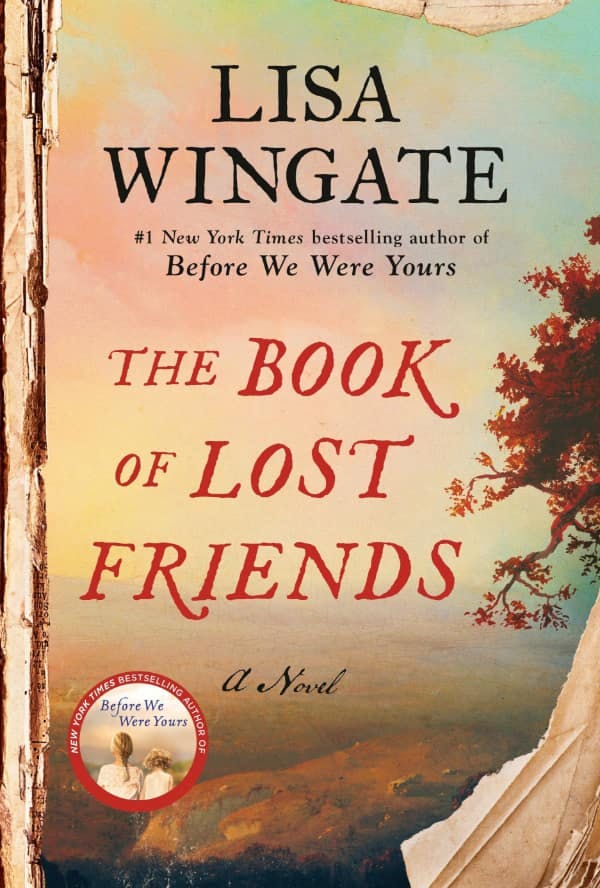 LISA
WINGATE
#1 New York Times bestselling author of
Before We Were Yours
THE BOOK
OF LOST
FRIENDS
A Novel
NEW YORK TIMES BESTSELLING AUTHOR OF
Before We
Were Yours